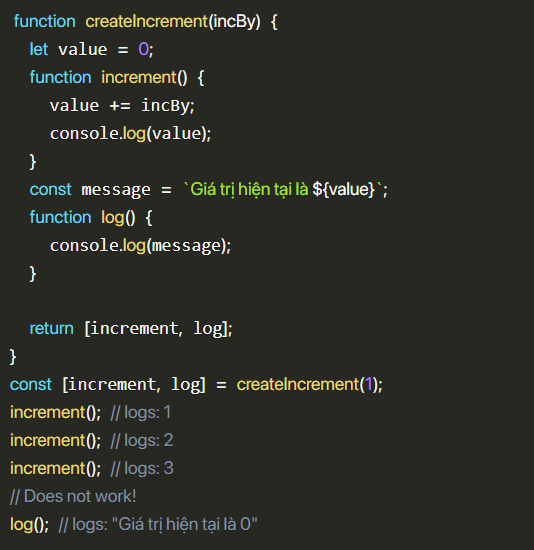 function createIncrement(incBy) {
  let value = 0;
  function increment() {
    value += incBy;
    console.log(value);
  }
  const message = `Giá trị hiện tại là ${value}`;
  function log() {
    console.log(message);
  }

  return [increment, log];
}
const [increment, log] = createIncrement(1);
increment(); // logs: 1
increment(); // logs: 2
increment(); // logs: 3
// Does not work!
log(); // logs: "Giá trị hiện tại là 0"